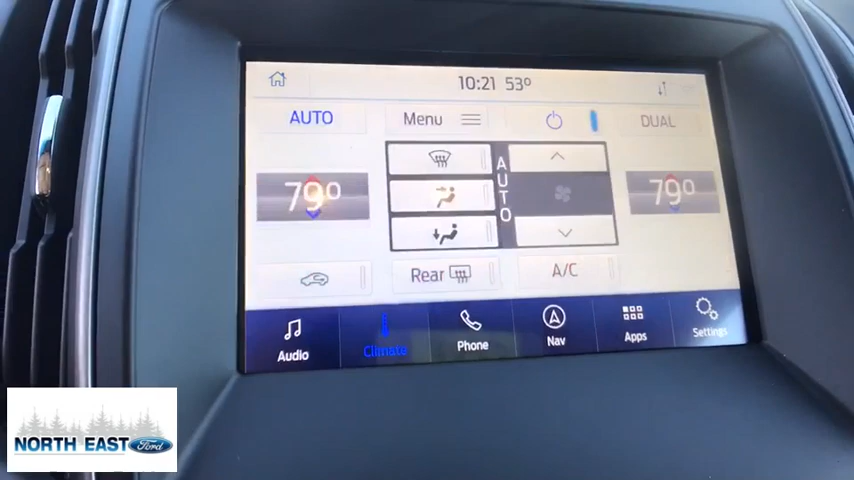 10:21 53°
AUTO
Menu
DUAL
79°
AUTO
79°
Rear
A/C
Audio
Climate
Phone
Nav
Apps
Settings
NORTH EAST Ford